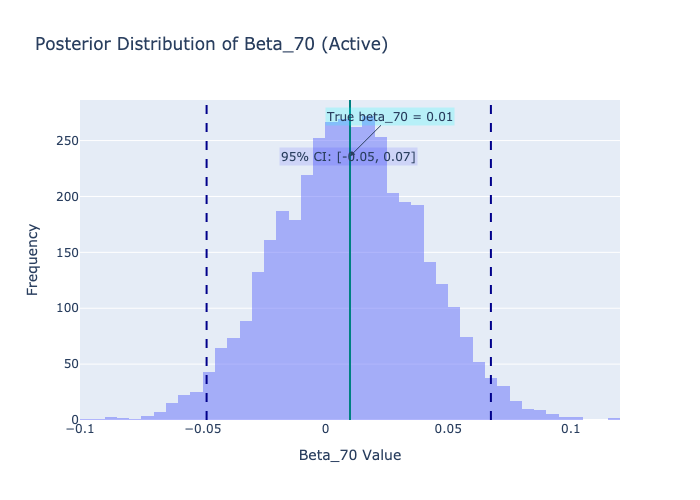 Posterior Distribution of Beta_70 (Active)
True beta_70 = 0.01
95% CI: [-0.05, 0.07]
250
200
150
100
50
0
Frequency
−0.1
−0.05
0
0.05
0.1
Beta_70 Value